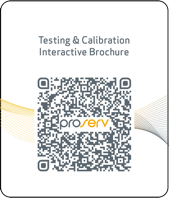 Testing & Calibration
Interactive Brochure
proserv